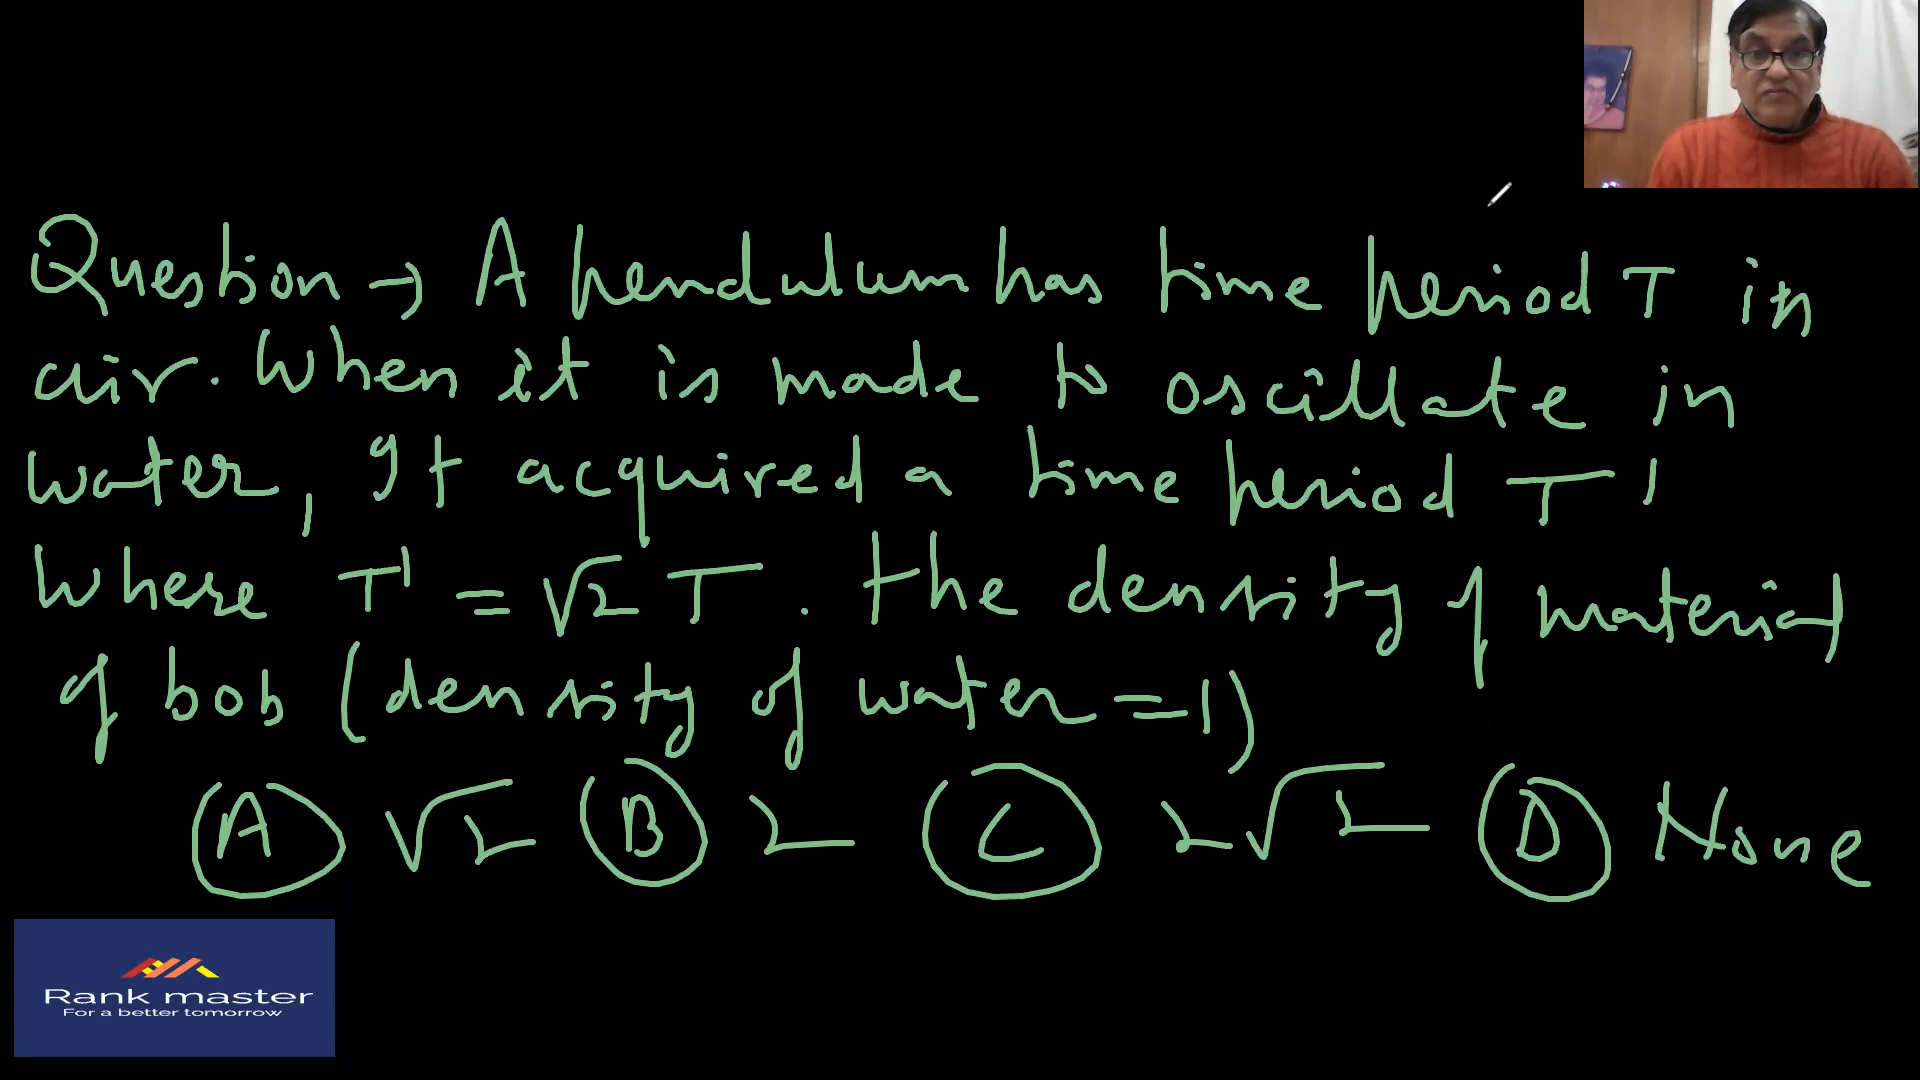 Question → A pendulum has time period T in
air. When it is made to oscillate in
water, It acquired a time period T'
where T' = √2 T. the density of material
of bob (density of water = 1)
(A) √2 (B) 2 (C) 2√2 (D) None
Rank master
For a better tomorrow